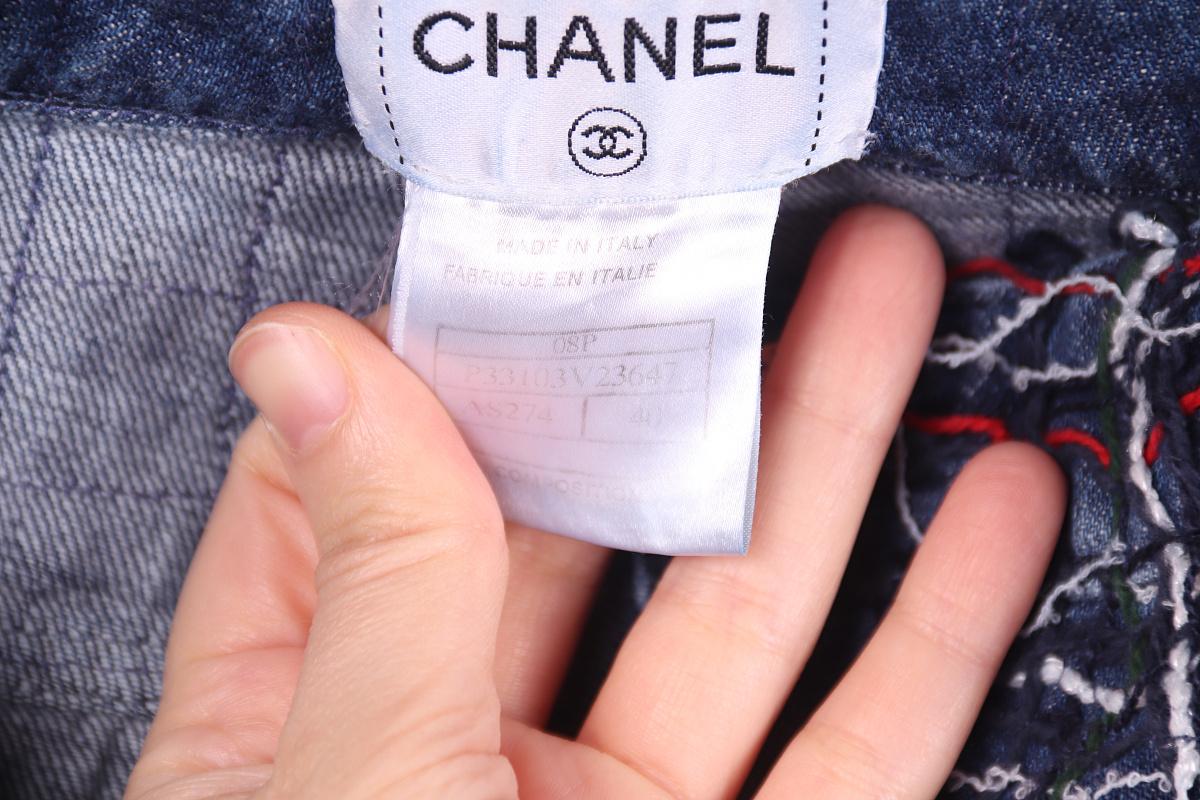 CHANEL
MADE IN ITALY
FABRIQUE EN ITALIE
08P
P33103V23647
AS274 40
COMPOSITION